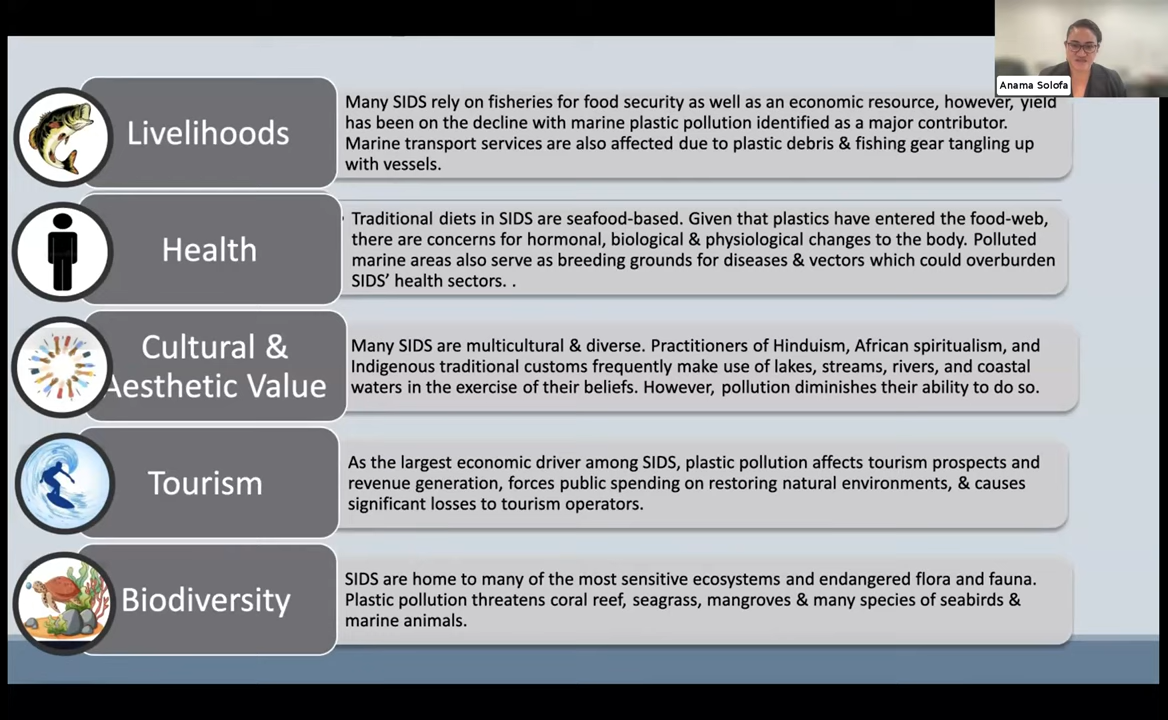 Anama Solofa
Livelihoods
Many SIDS rely on fisheries for food security as well as an economic resource, however, yield
has been on the decline with marine plastic pollution identified as a major contributor.
Marine transport services are also affected due to plastic debris & fishing gear tangling up
with vessels.
Health
Traditional diets in SIDS are seafood-based. Given that plastics have entered the food-web,
there are concerns for hormonal, biological & physiological changes to the body. Polluted
marine areas also serve as breeding grounds for diseases & vectors which could overburden
SIDS’ health sectors. .
Cultural &
Aesthetic Value
Many SIDS are multicultural & diverse. Practitioners of Hinduism, African spiritualism, and
Indigenous traditional customs frequently make use of lakes, streams, rivers, and coastal
waters in the exercise of their beliefs. However, pollution diminishes their ability to do so.
Tourism
As the largest economic driver among SIDS, plastic pollution affects tourism prospects and
revenue generation, forces public spending on restoring natural environments, & causes
significant losses to tourism operators.
Biodiversity
SIDS are home to many of the most sensitive ecosystems and endangered flora and fauna.
Plastic pollution threatens coral reef, seagrass, mangroves & many species of seabirds &
marine animals.